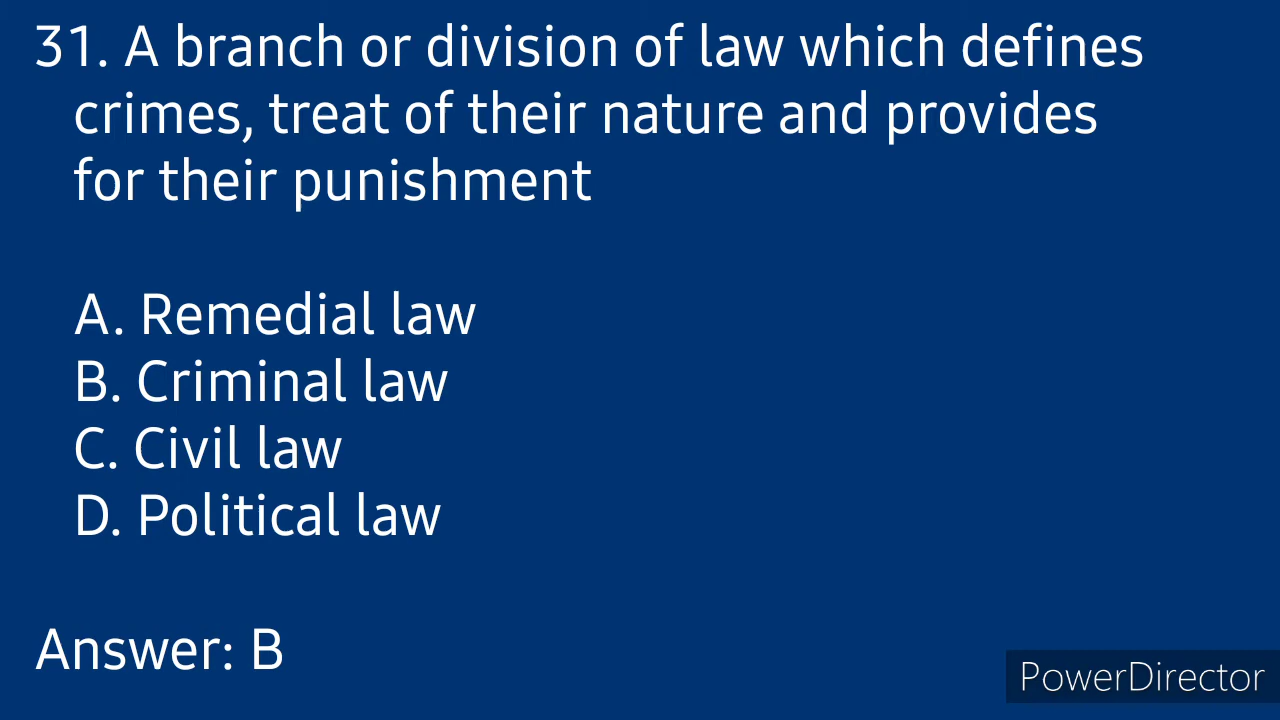 31. A branch or division of law which defines
crimes, treat of their nature and provides
for their punishment
A. Remedial law
B. Criminal law
C. Civil law
D. Political law
Answer: B
PowerDirector